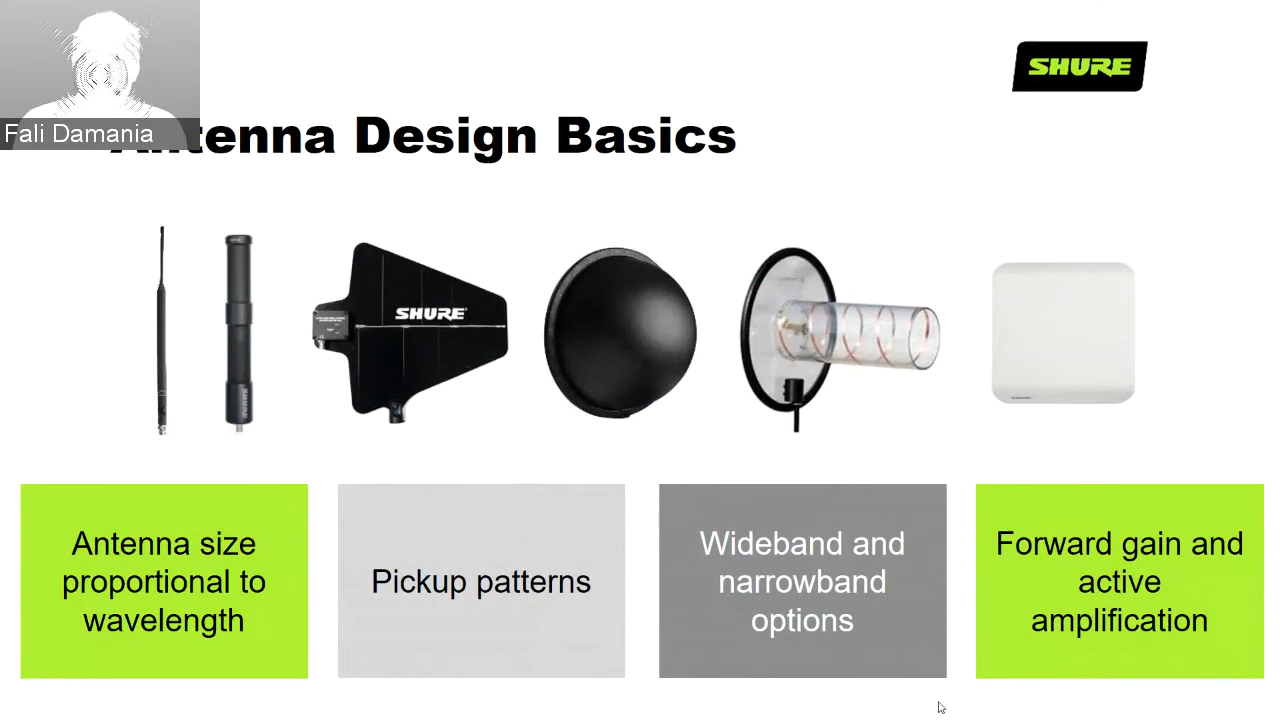 SHURE
Fali Damania
Antenna Design Basics
SHURE
Antenna size
proportional to
wavelength
Pickup patterns
Wideband and
narrowband
options
Forward gain and
active
amplification